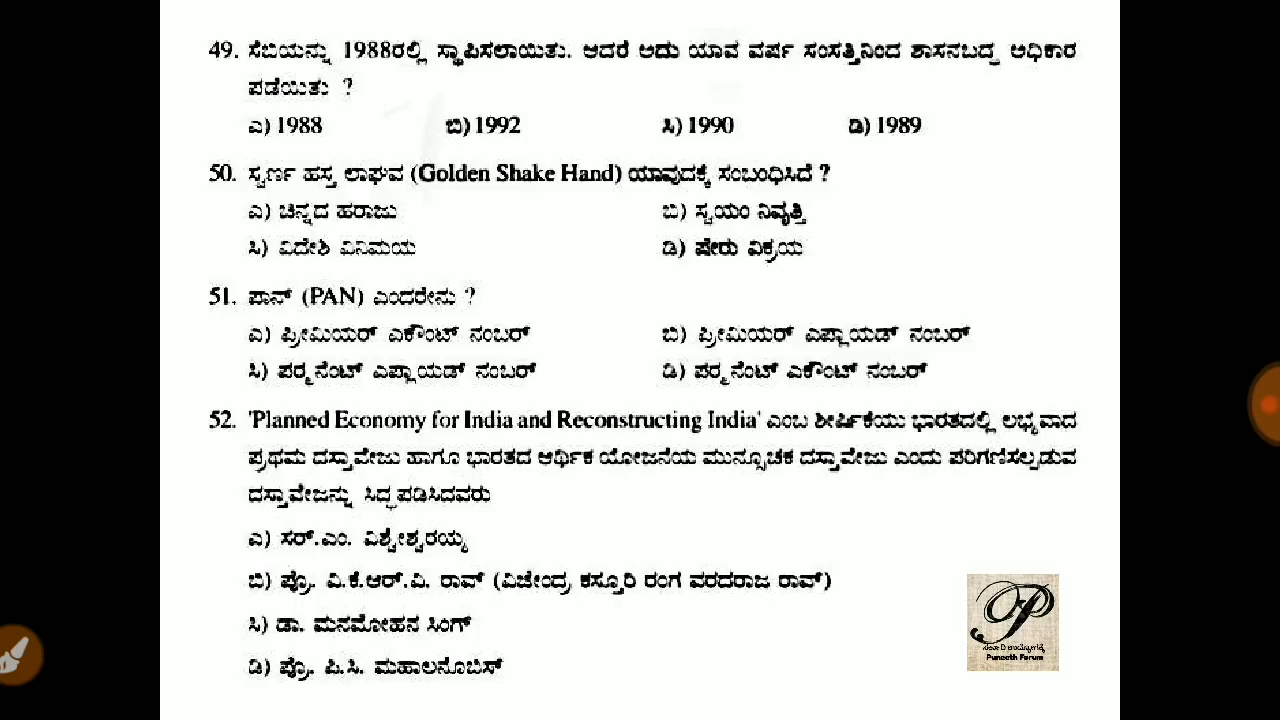 49. ಸೆಬಿಯನ್ನು 1988ರಲ್ಲಿ ಸ್ಥಾಪಿಸಲಾಯಿತು. ಆದರೆ ಅದು ಯಾವ ವರ್ಷ ಸಂಸತ್ತಿನಿಂದ ಶಾಸನಬದ್ಧ ಅಧಿಕಾರ
ಪಡೆಯಿತು ?
ಎ) 1988 ಬಿ) 1992 ಸಿ) 1990 ಡಿ) 1989
50. ಸ್ವರ್ಣ ಹಸ್ತ ಲಾಘವ (Golden Shake Hand) ಯಾವುದಕ್ಕೆ ಸಂಬಂಧಿಸಿದೆ ?
ಎ) ಚಿನ್ನದ ಹರಾಜು ಬಿ) ಸ್ವಯಂ ನಿವೃತ್ತಿ
ಸಿ) ವಿದೇಶಿ ವಿನಿಮಯ ಡಿ) ಷೇರು ವಿಕ್ರಯ
51. ಪಾನ್ (PAN) ಎಂದರೇನು ?
ಎ) ಪ್ರೀಮಿಯರ್ ಎಕೌಂಟ್ ನಂಬರ್ ಬಿ) ಪ್ರೀಮಿಯರ್ ಎಪ್ಲಾಯಡ್ ನಂಬರ್
ಸಿ) ಪರ್ಮನೆಂಟ್ ಎಪ್ಲಾಯಡ್ ನಂಬರ್ ಡಿ) ಪರ್ಮನೆಂಟ್ ಎಕೌಂಟ್ ನಂಬರ್
52. 'Planned Economy for India and Reconstructing India' ಎಂಬ ಶೀರ್ಷಿಕೆಯು ಭಾರತದಲ್ಲಿ ಲಭ್ಯವಾದ
ಪ್ರಥಮ ದಸ್ತಾವೇಜು ಹಾಗೂ ಭಾರತದ ಆರ್ಥಿಕ ಯೋಜನೆಯ ಮುನ್ಸೂಚಕ ದಸ್ತಾವೇಜು ಎಂದು ಪರಿಗಣಿಸಲ್ಪಡುವ
ದಸ್ತಾವೇಜನ್ನು ಸಿದ್ಧಪಡಿಸಿದವರು
ಎ) ಸರ್.ಎಂ. ವಿಶ್ವೇಶ್ವರಯ್ಯ
ಬಿ) ಪ್ರೊ. ವಿ.ಕೆ.ಆರ್.ವಿ. ರಾವ್ (ವಿಜೇಂದ್ರ ಕಸ್ತೂರಿ ರಂಗ ವರದರಾಜ ರಾವ್)
ಸಿ) ಡಾ. ಮನಮೋಹನ ಸಿಂಗ್
ಡಿ) ಪ್ರೊ. ಪಿ.ಸಿ. ಮಹಾಲನೊಬಿಸ್
P
Puneeth Forum